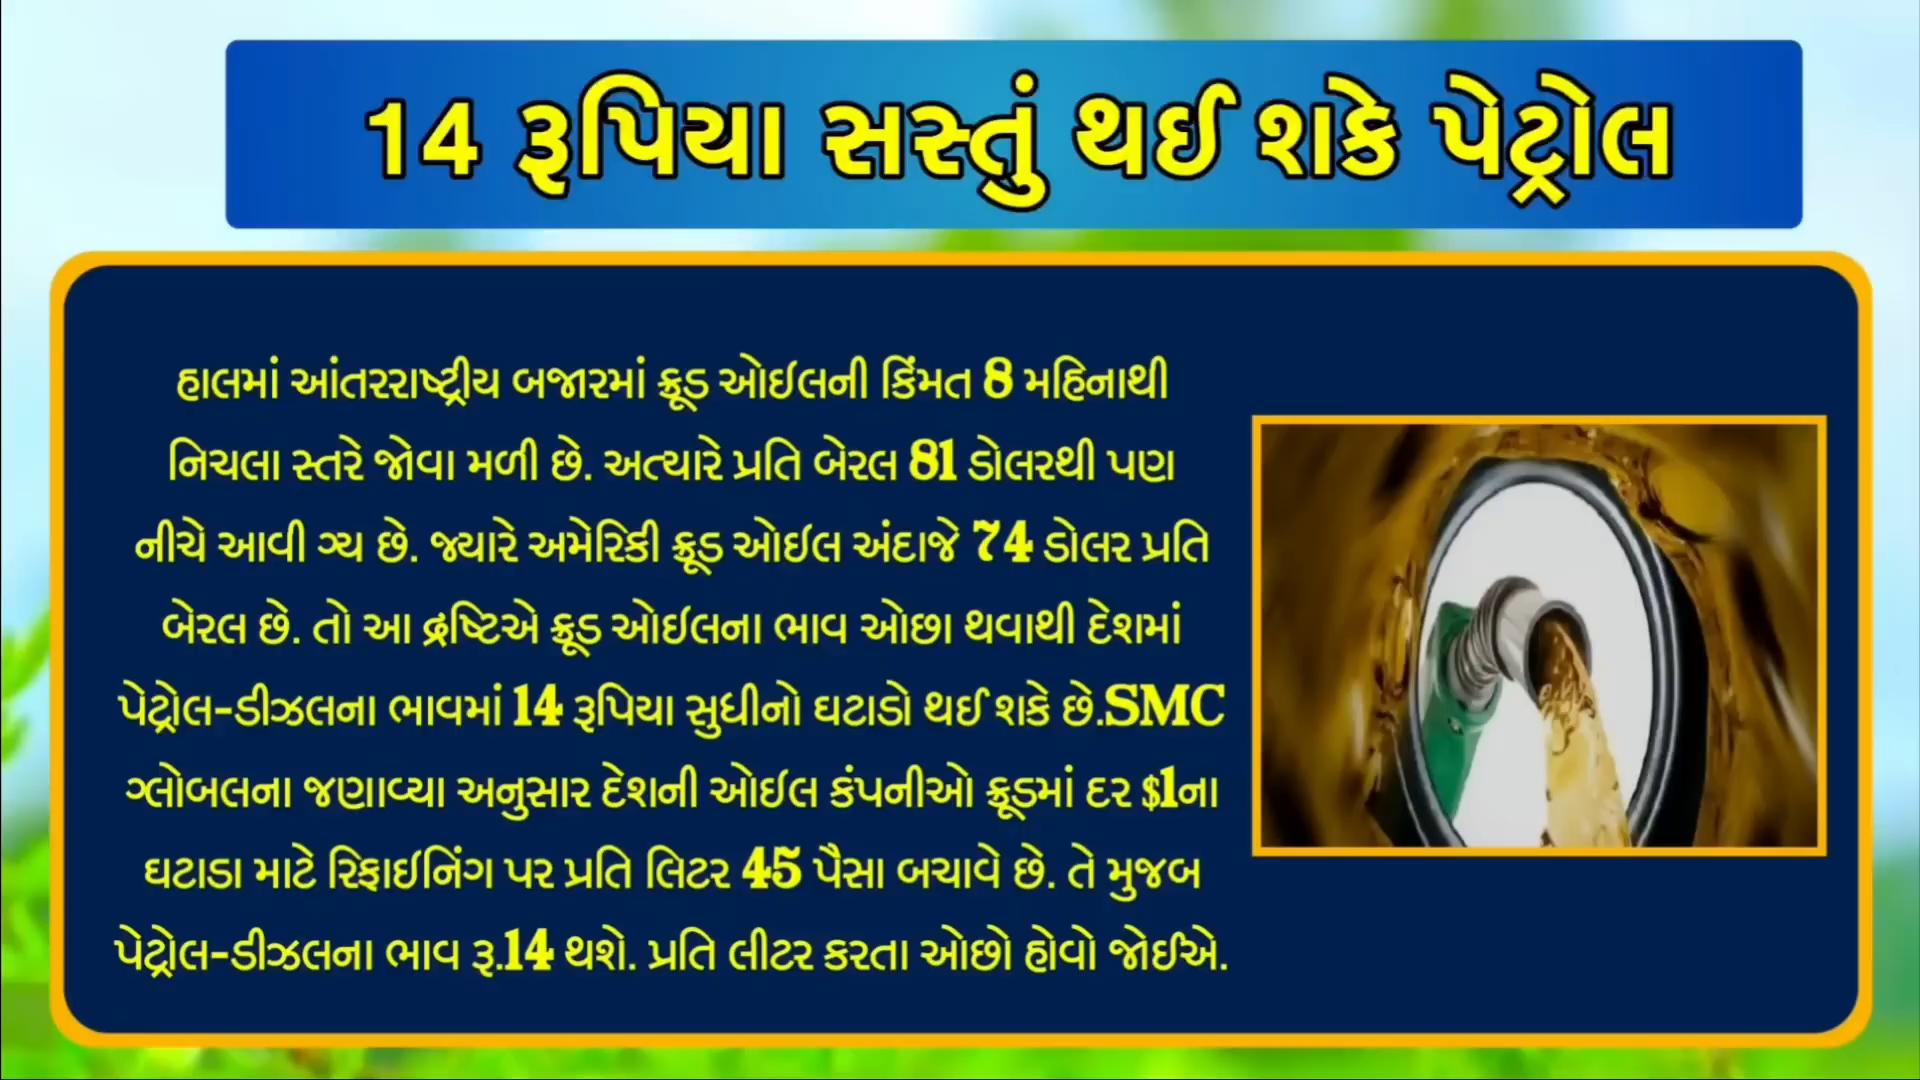 14 રૂપિયા સસ્તું થઈ શકે પેટ્રોલ
હાલમાં આંતરરાષ્ટ્રીય બજારમાં ક્રૂડ ઓઈલની કિંમત 8 મહિનાથી
નિચલા સ્તરે જોવા મળી છે. અત્યારે પ્રતિ બેરલ 81 ડોલરથી પણ
નીચે આવી ગ્ય છે. જ્યારે અમેરિકી ક્રૂડ ઓઇલ અંદાજે 74 ડોલર પ્રતિ
બેરલ છે. તો આ દ્રષ્ટિએ ક્રૂડ ઓઈલના ભાવ ઓછા થવાથી દેશમાં
પેટ્રોલ-ડીઝલના ભાવમાં 14 રૂપિયા સુધીનો ઘટાડો થઈ શકે છે.SMC
ગ્લોબલના જણાવ્યા અનુસાર દેશની ઓઈલ કંપનીઓ ક્રૂડમાં દર $1ના
ઘટાડા માટે રિફાઈનિંગ પર પ્રતિ લિટર 45 પૈસા બચાવે છે. તે મુજબ
પેટ્રોલ-ડીઝલના ભાવ રૂ.14 થશે. પ્રતિ લીટર કરતા ઓછો હોવો જોઈએ.